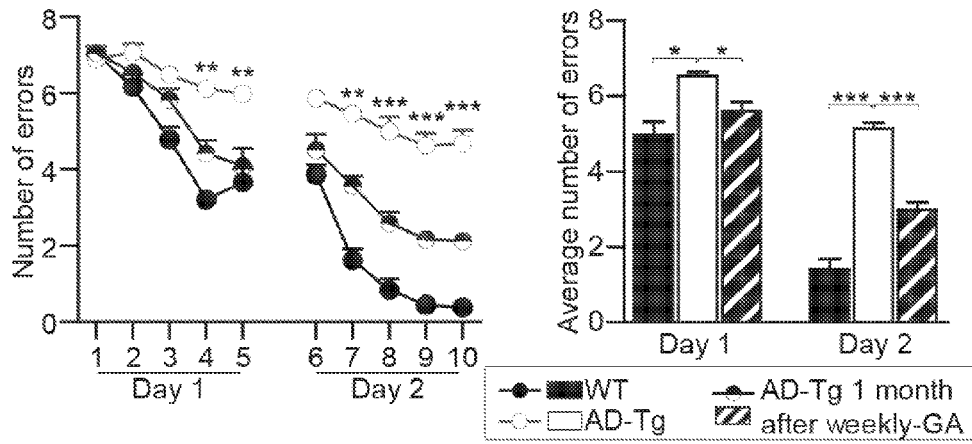 Number of errors
8
6
4
2
0
** **
** *** *** ***
1 2 3 4 5 6 7 8 9 10
Day 1 Day 2
Average number of errors
8
6
4
2
0
* *
*** ***
Day 1 Day 2
WT
AD-Tg
AD-Tg 1 month
after weekly-GA